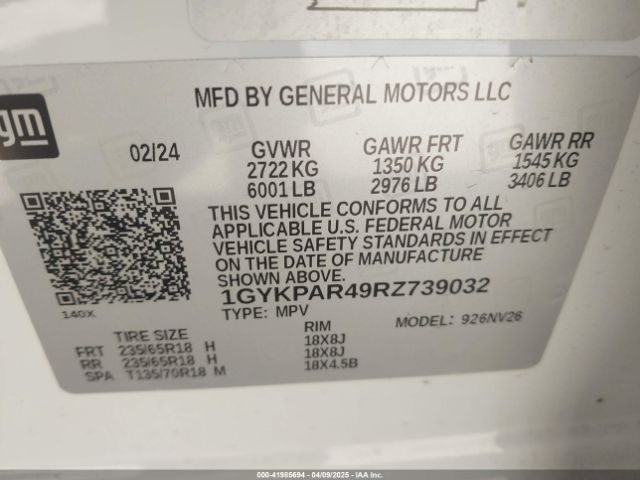 gm
MFD BY GENERAL MOTORS LLC
02/24 GVWR GAWR FRT GAWR RR
2722 KG 1350 KG 1545 KG
6001 LB 2976 LB 3406 LB
THIS VEHICLE CONFORMS TO ALL
APPLICABLE U.S. FEDERAL MOTOR
VEHICLE SAFETY STANDARDS IN EFFECT
ON THE DATE OF MANUFACTURE
SHOWN ABOVE.
1GYKPAR49RZ739032
140X TYPE: MPV MODEL: 926NV26
TIRE SIZE RIM
FRT 235/65R18 H 18X8J
RR 235/65R18 H 18X8J
SPA T135/70R18 M 18X4.5B
000-41985694 - 04/09/2025 - IAAI, Inc.